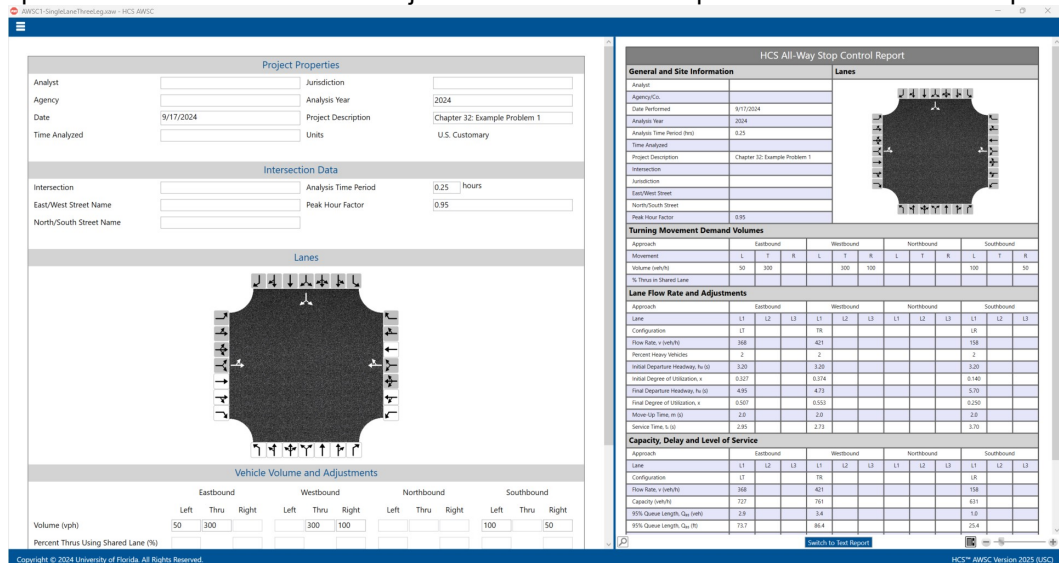 AWSC1-SingleLaneThreeLeg.xaw - HCS AWSC
Project Properties
Analyst
Jurisdiction
Agency
Analysis Year 2024
Date 9/17/2024
Project Description Chapter 32: Example Problem 1
Time Analyzed
Units U.S. Customary
Intersection Data
Intersection
Analysis Time Period 0.25 hours
East/West Street Name
Peak Hour Factor 0.95
North/South Street Name
Lanes
Vehicle Volume and Adjustments
Eastbound Westbound Northbound Southbound
Left Thru Right Left Thru Right Left Thru Right Left Thru Right
Volume (vph) 50 300 300 100 100 50
Percent Thrus Using Shared Lane (%)
HCS All-Way Stop Control Report
General and Site Information Lanes
Analyst
Agency/Co.
Date Performed 9/17/2024
Analysis Year 2024
Analysis Time Period (hrs) 0.25
Time Analyzed
Project Description Chapter 32: Example Problem 1
Intersection
Jurisdiction
East/West Street
North/South Street
Peak Hour Factor 0.95
Turning Movement Demand Volumes
Approach Eastbound Westbound Northbound Southbound
Movement L T R L T R L T R L T R
Volume (veh/h) 50 300 300 100 100 50
% Thrus in Shared Lane
Lane Flow Rate and Adjustments
Approach Eastbound Westbound Northbound Southbound
Lane L1 L2 L3 L1 L2 L3 L1 L2 L3 L1 L2 L3
Configuration LT TR LR
Flow Rate, v (veh/h) 368 421 158
Percent Heavy Vehicles 2 2 2
Initial Departure Headway, hd (s) 3.20 3.20 3.20
Initial Degree of Utilization, x 0.327 0.374 0.140
Final Departure Headway, hd (s) 4.95 4.73 5.70
Final Degree of Utilization, x 0.507 0.553 0.250
Move-Up Time, m (s) 2.0 2.0 2.0
Service Time, ts (s) 2.95 2.73 3.70
Capacity, Delay and Level of Service
Approach Eastbound Westbound Northbound Southbound
Lane L1 L2 L3 L1 L2 L3 L1 L2 L3 L1 L2 L3
Configuration LT TR LR
Flow Rate, v (veh/h) 368 421 158
Capacity (veh/h) 727 761 631
95% Queue Length, Q95 (veh) 2.9 3.4 1.0
95% Queue Length, Q95 (ft) 73.7 86.4 25.4
Switch to Text Report
Copyright © 2024 University of Florida. All Rights Reserved.
HCS™ AWSC Version 2025 (USC)